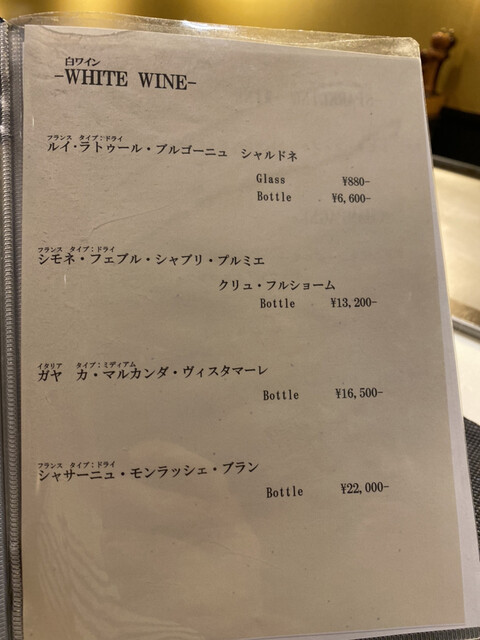 白ワイン
-WHITE WINE-
フランス タイプ：ドライ
ルイ・ラトゥール・ブルゴーニュ シャルドネ
Glass ¥880-
Bottle ¥6,600-
フランス タイプ：ドライ
シモネ・フェブル・シャブリ・プルミエ
クリュ・フルショーム
Bottle ¥13,200-
イタリア タイプ：ミディアム
ガヤ カ・マルカンダ・ヴィスタマーレ
Bottle ¥16,500-
フランス タイプ：ドライ
シャサーニュ・モンラッシェ・ブラン
Bottle ¥22,000-